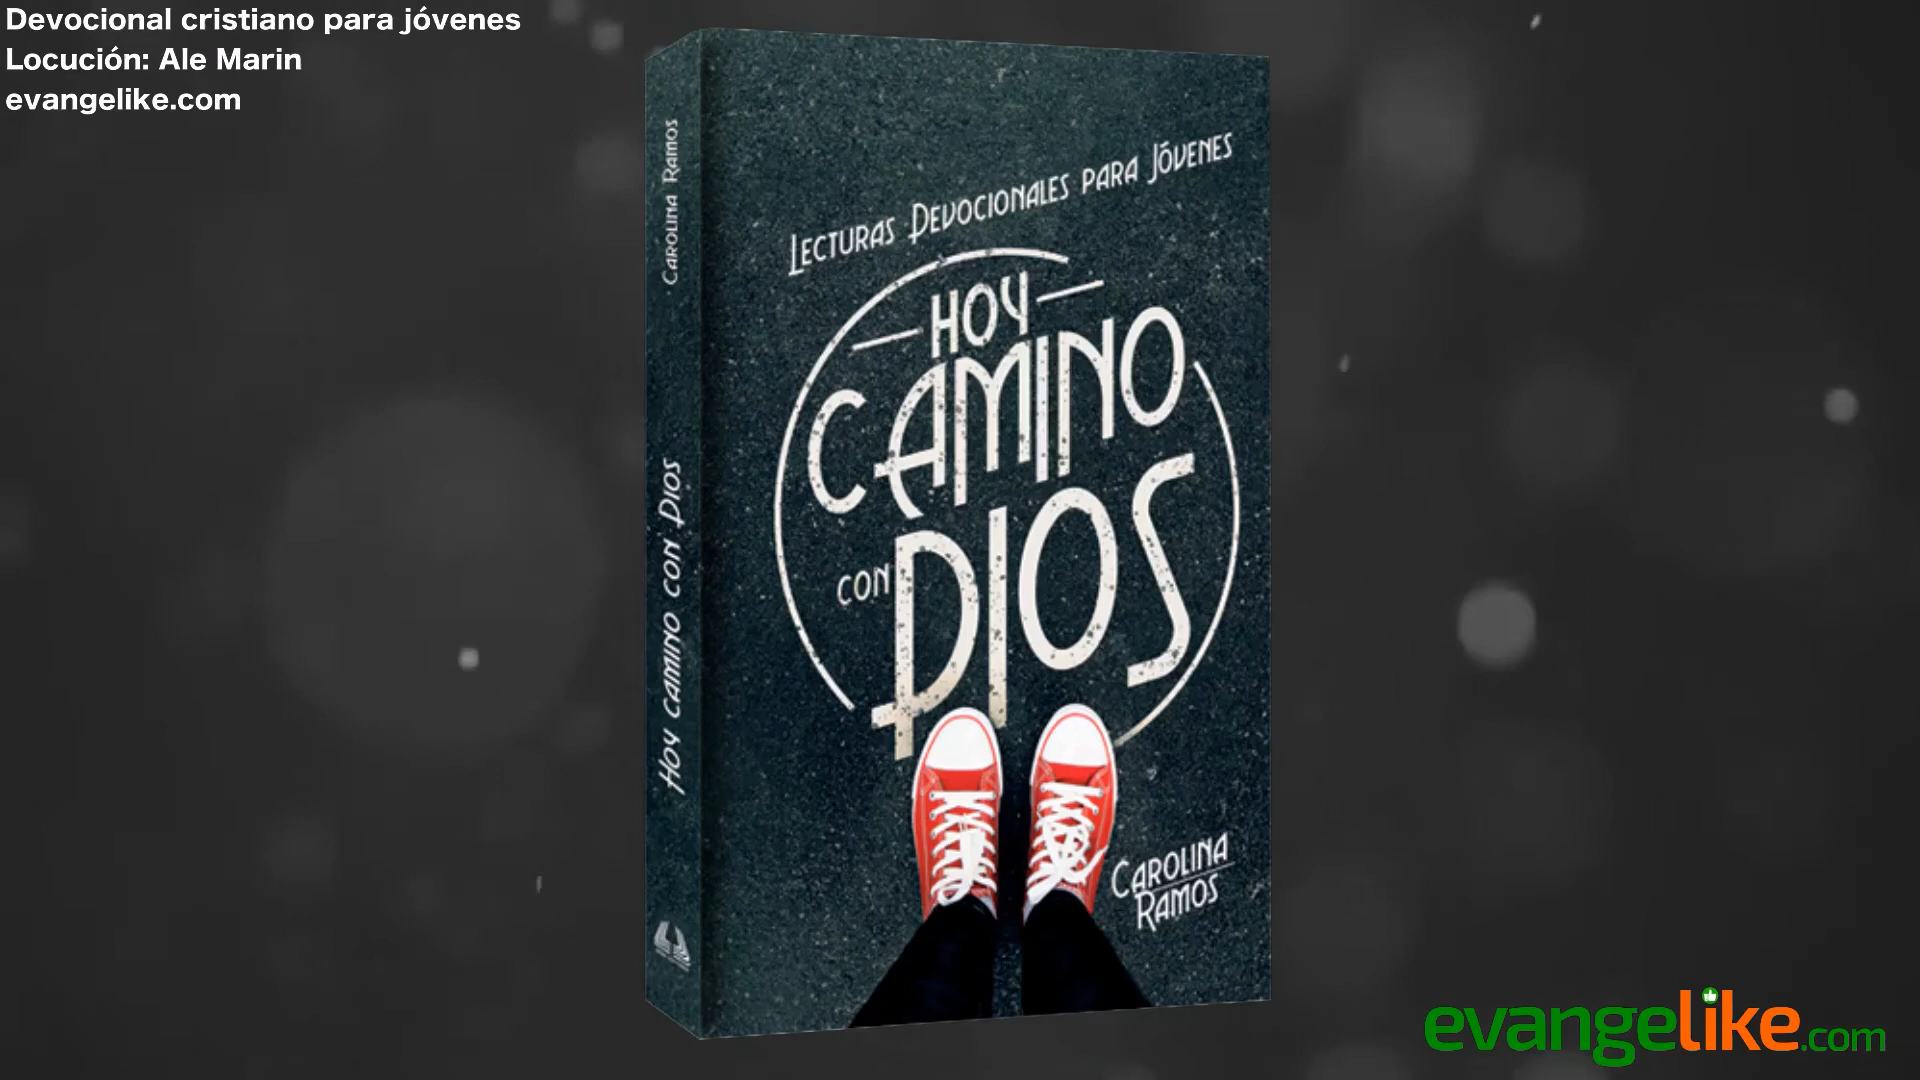 Devocional cristiano para jóvenes
Locución: Ale Marin
evangelike.com
CAROLINA RAMOS
HOY CAMINO CON DIOS
LECTURAS DEVOCIONALES PARA JÓVENES
HOY
CAMINO
CON DIOS
CAROLINA
RAMOS
evangelike.com